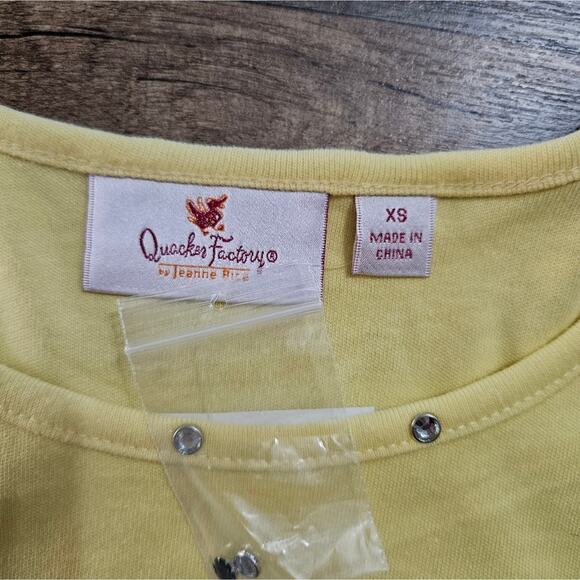 Quacker Factory®
by Jeanne Bice
XS
MADE IN
CHINA